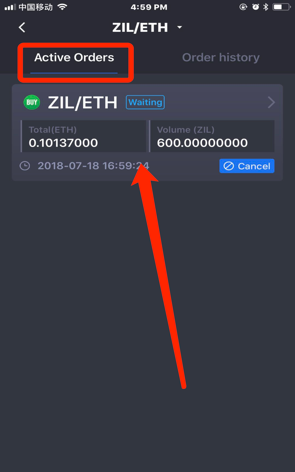 中国移动 4:59 PM
ZIL/ETH
Active Orders Order history
BUY ZIL/ETH Waiting
Total(ETH) Volume (ZIL)
0.10137000 600.00000000
2018-07-18 16:59:24 Cancel